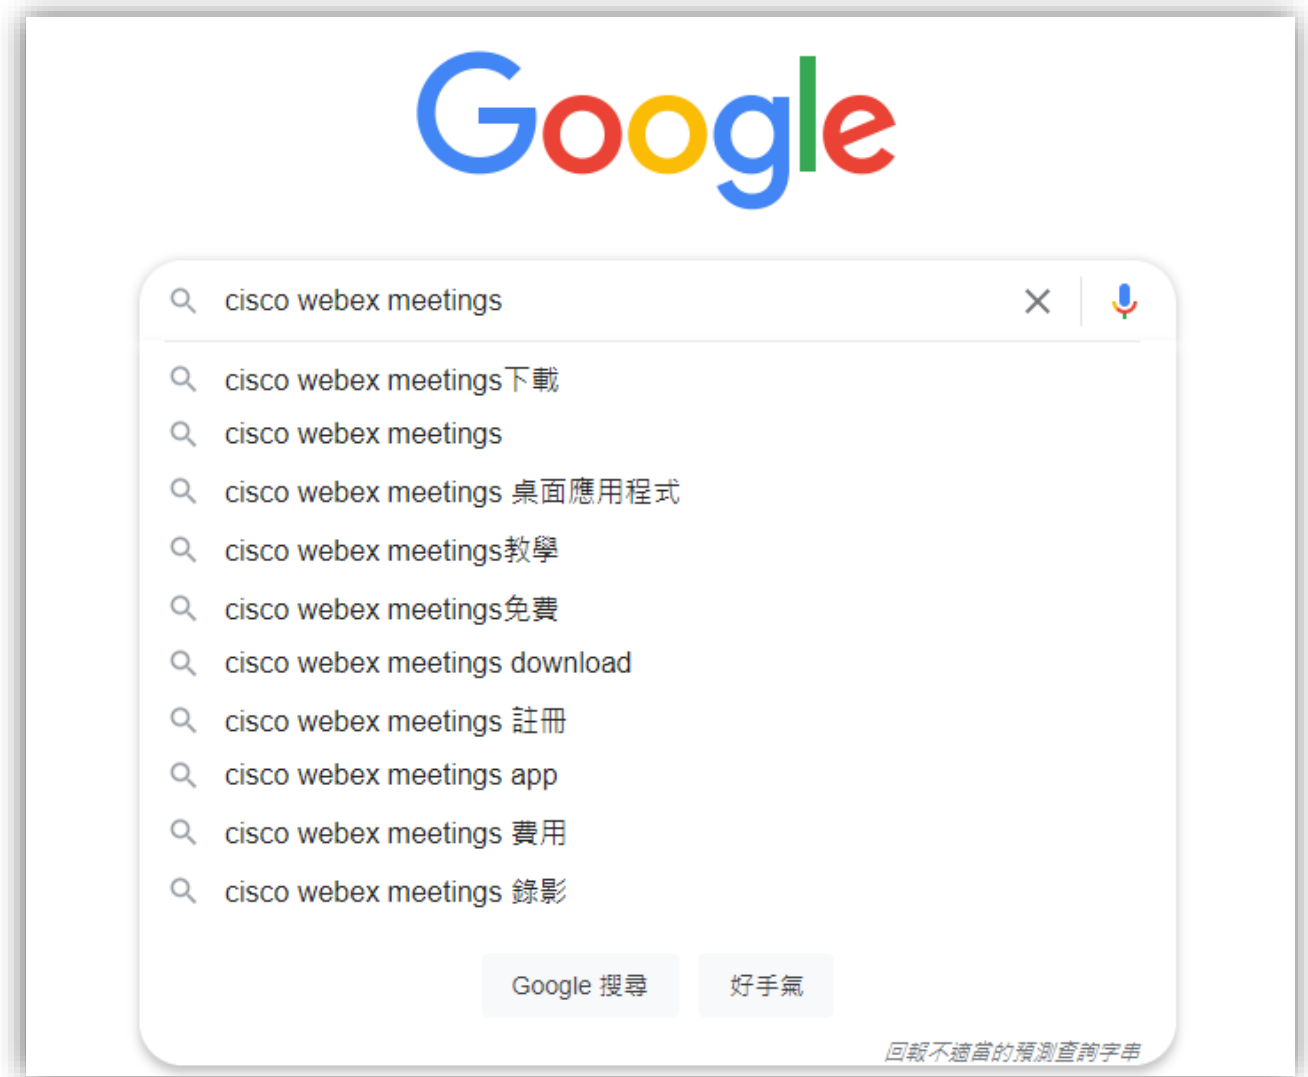 Google
cisco webex meetings
cisco webex meetings下載
cisco webex meetings
cisco webex meetings 桌面應用程式
cisco webex meetings教學
cisco webex meetings免費
cisco webex meetings download
cisco webex meetings 註冊
cisco webex meetings app
cisco webex meetings 費用
cisco webex meetings 錄影
Google 搜尋 好手氣
回報不適當的預測查詢字串